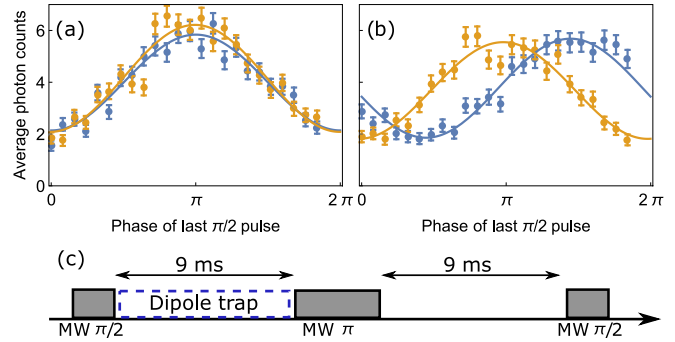 (a)
(b)
Average photon counts
6
4
2
0
0
π
2 π
0
π
2 π
Phase of last π/2 pulse
Phase of last π/2 pulse
(c)
9 ms
9 ms
Dipole trap
MW π/2
MW π
MW π/2